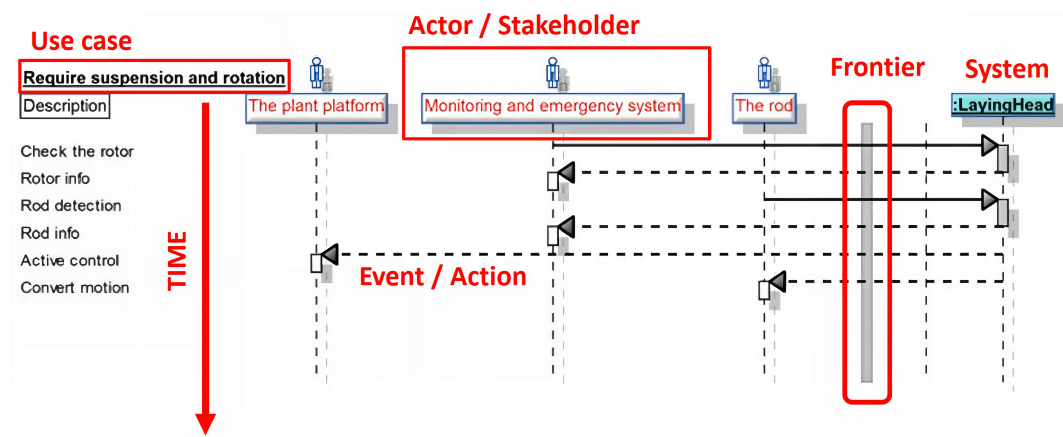 Actor / Stakeholder
Use case
Require suspension and rotation
Frontier
System
Description
The plant platform
Monitoring and emergency system
The rod
:LayingHead
Check the rotor
Rotor info
Rod detection
Rod info
Active control
Convert motion
TIME
Event / Action